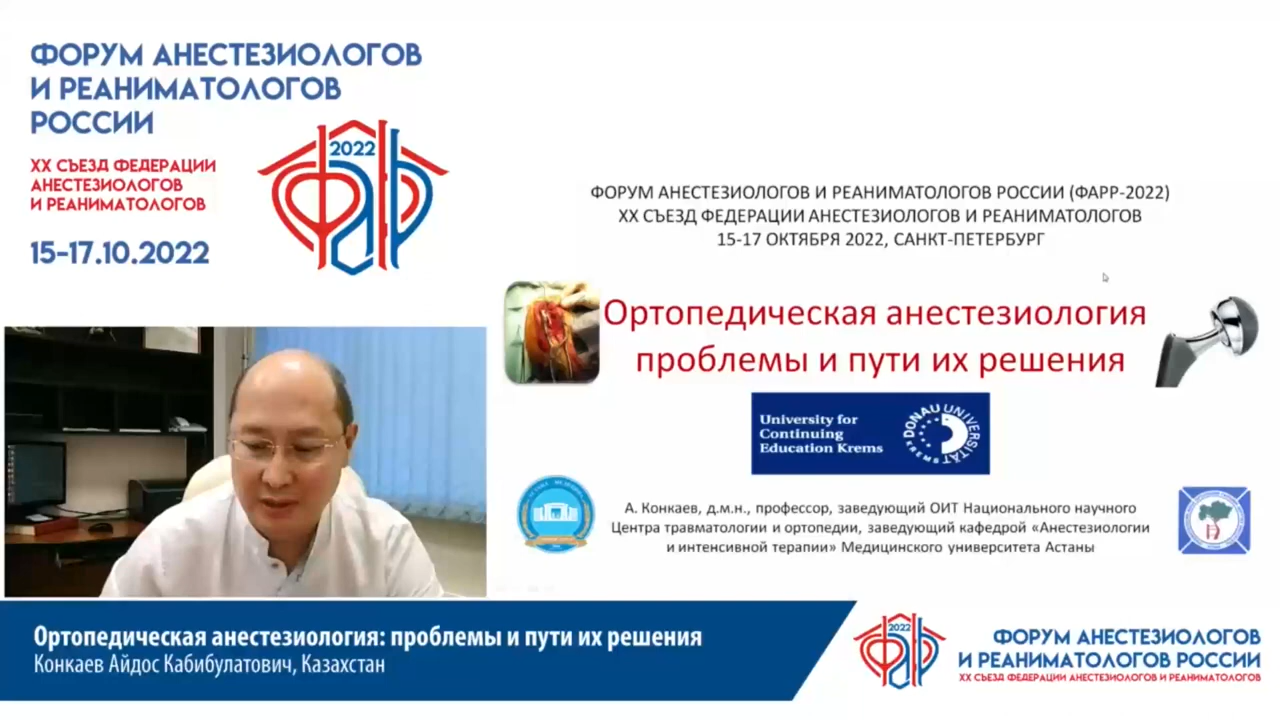 ФОРУМ АНЕСТЕЗИОЛОГОВ
И РЕАНИМАТОЛОГОВ
РОССИИ
XX СЪЕЗД ФЕДЕРАЦИИ
АНЕСТЕЗИОЛОГОВ
И РЕАНИМАТОЛОГОВ
15-17.10.2022
2022
ФАР
ФОРУМ АНЕСТЕЗИОЛОГОВ И РЕАНИМАТОЛОГОВ РОССИИ (ФАРР-2022)
XX СЪЕЗД ФЕДЕРАЦИИ АНЕСТЕЗИОЛОГОВ И РЕАНИМАТОЛОГОВ
15-17 ОКТЯБРЯ 2022, САНКТ-ПЕТЕРБУРГ
Ортопедическая анестезиология
проблемы и пути их решения
University for
Continuing
Education Krems
DONAU UNIVERSITÄT
KREMS
А. Конкаев, д.м.н., профессор, заведующий ОИТ Национального научного
Центра травматологии и ортопедии, заведующий кафедрой «Анестезиологии
и интенсивной терапии» Медицинского университета Астаны
Ортопедическая анестезиология: проблемы и пути их решения
Конкаев Айдос Кабибулатович, Казахстан
2022
ФАР
ФОРУМ АНЕСТЕЗИОЛОГОВ
И РЕАНИМАТОЛОГОВ РОССИИ
XX СЪЕЗД ФЕДЕРАЦИИ АНЕСТЕЗИОЛОГОВ И РЕАНИМАТОЛОГОВ